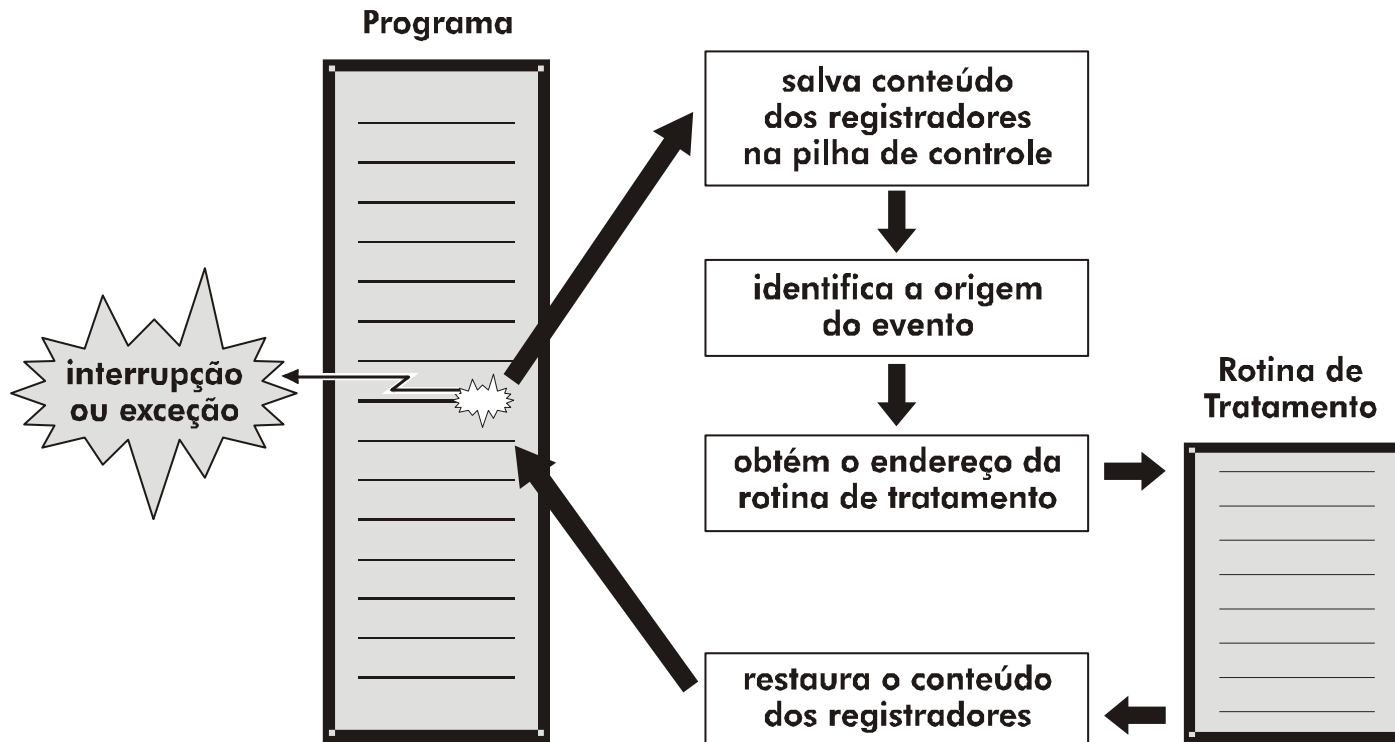 Programa
salva conteúdo
dos registradores
na pilha de controle
identifica a origem
do evento
interrupção
ou exceção
Rotina de
Tratamento
obtém o endereço da
rotina de tratamento
restaura o conteúdo
dos registradores